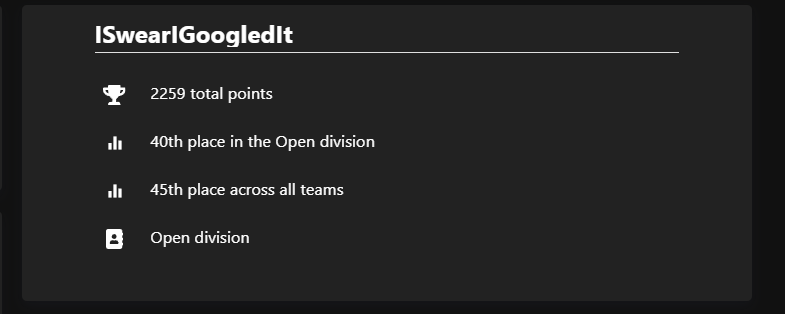 ISwearIGoogledIt
2259 total points
40th place in the Open division
45th place across all teams
Open division